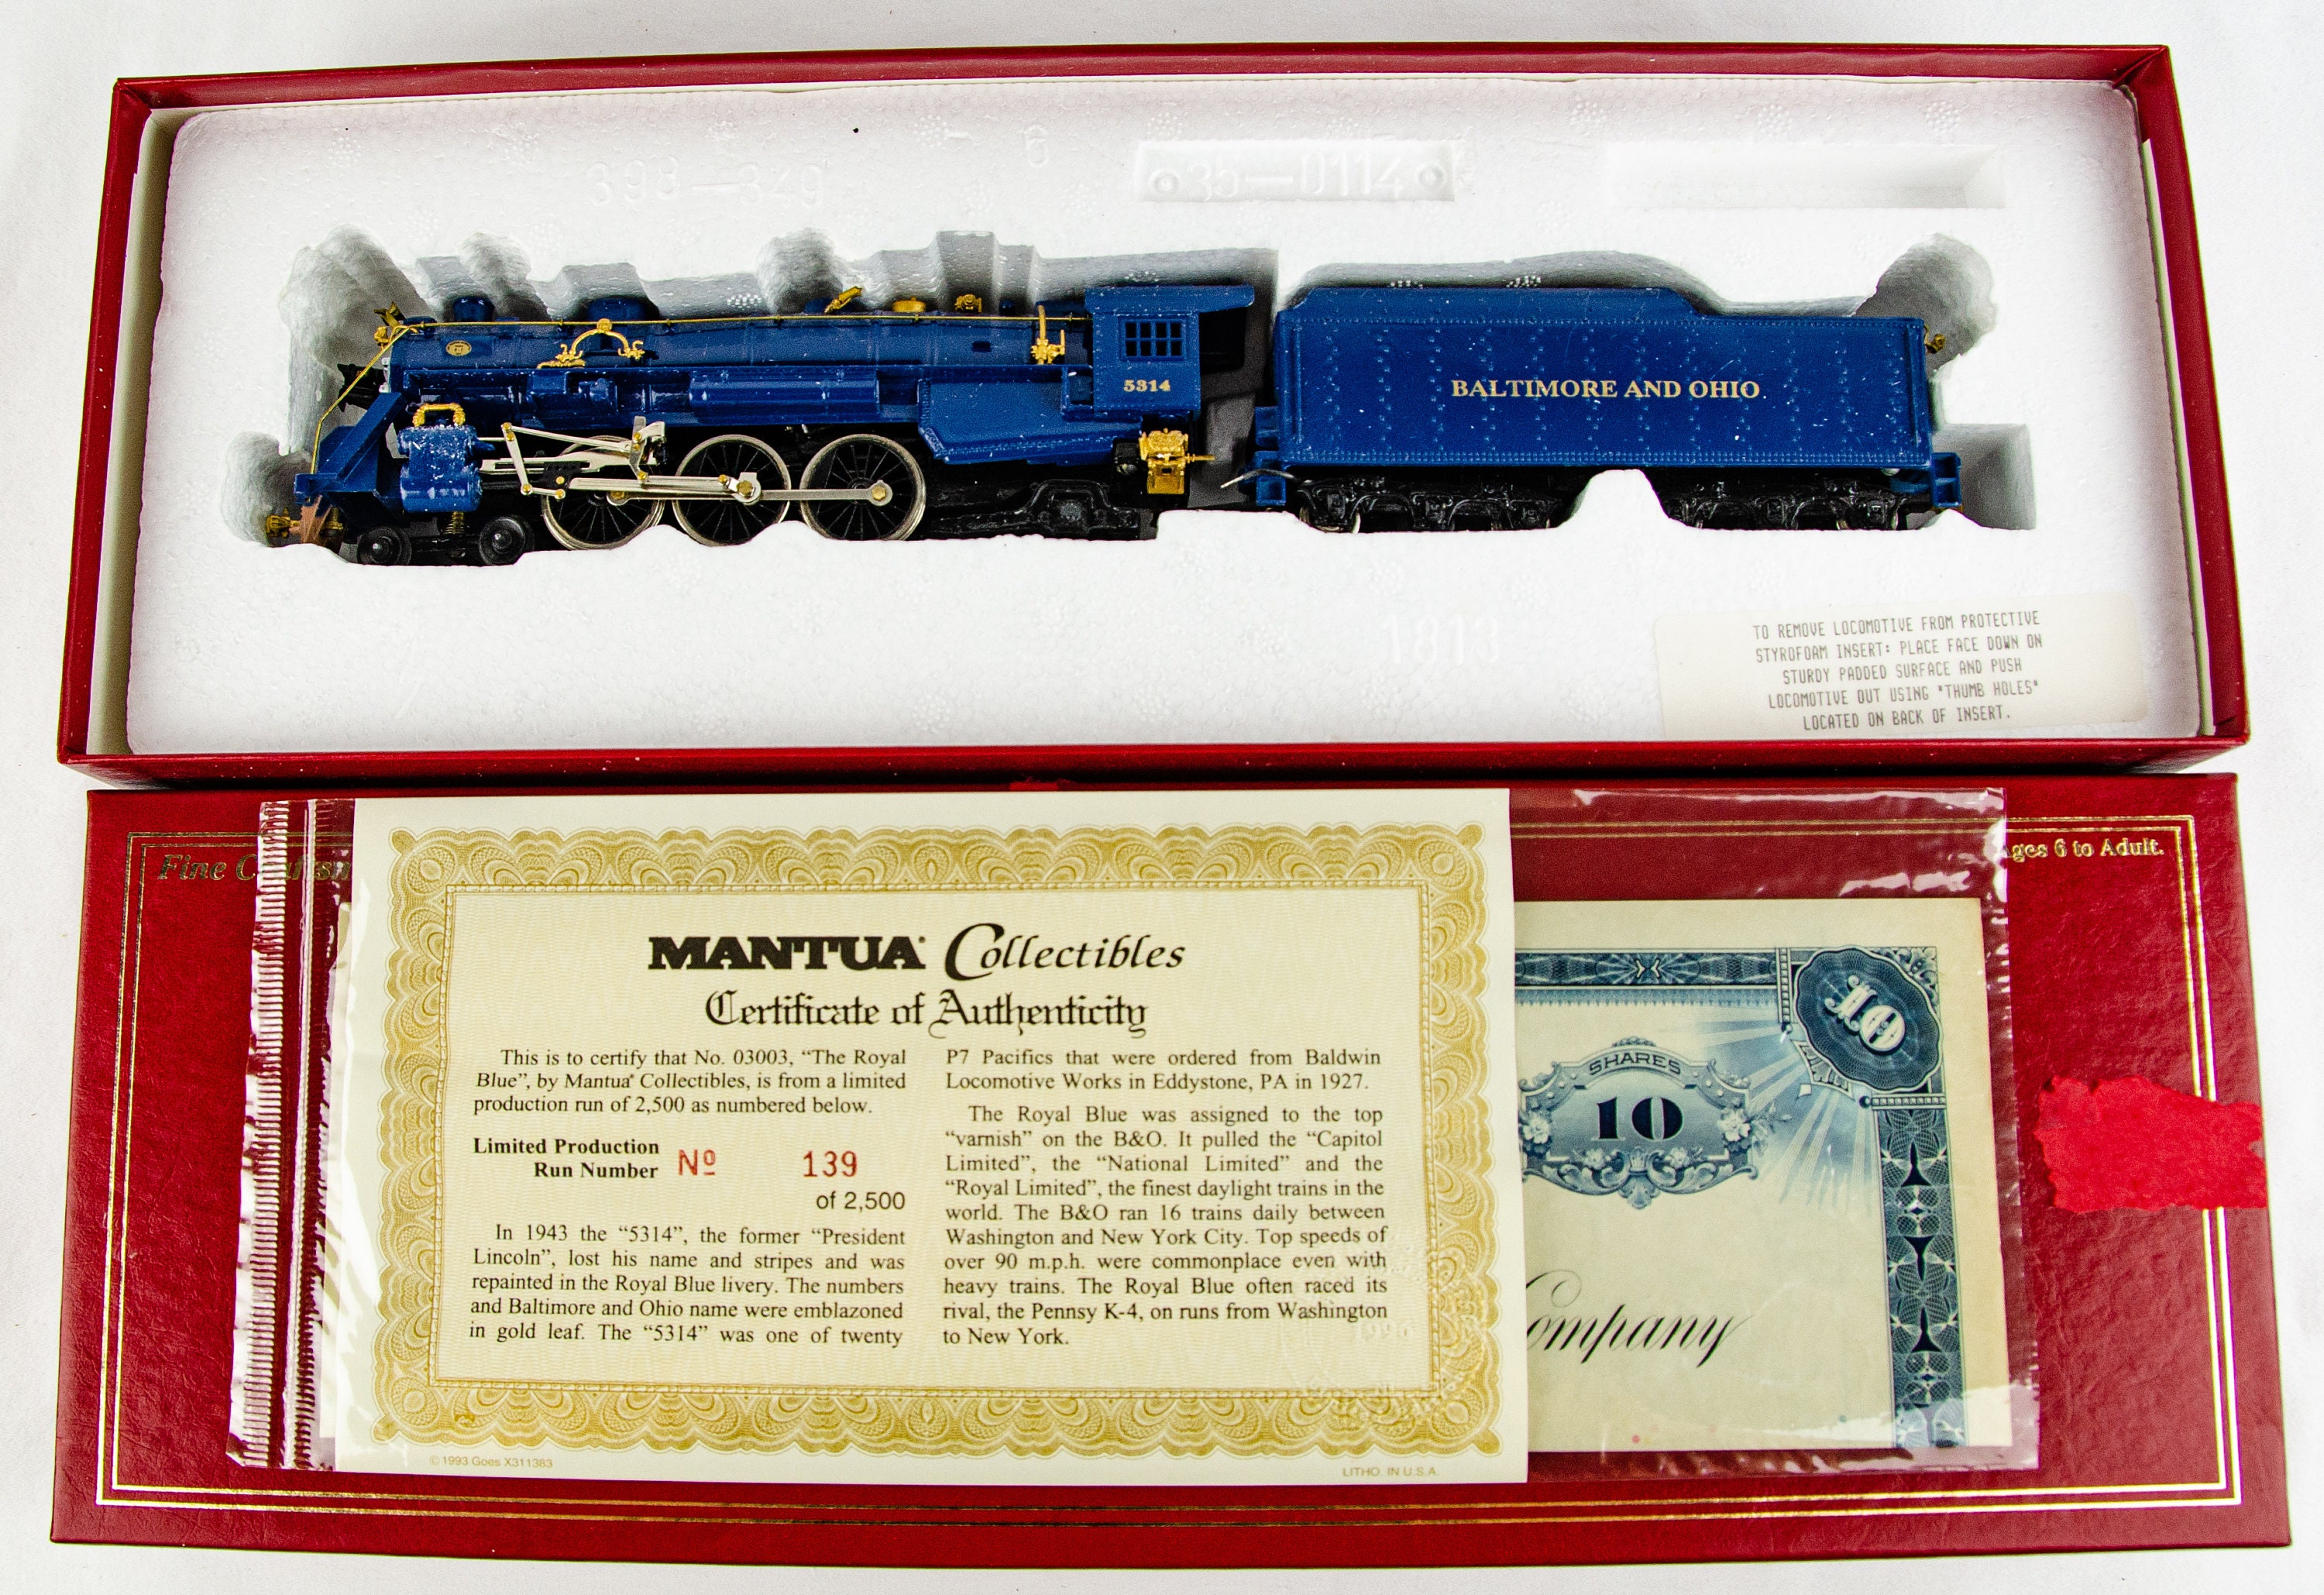 393-349
6
35-0114
5314
BALTIMORE AND OHIO
1813
TO REMOVE LOCOMOTIVE FROM PROTECTIVE
STYROFOAM INSERT: PLACE FACE DOWN ON
STURDY PADDED SURFACE AND PUSH
LOCOMOTIVE OUT USING "THUMB HOLES"
LOCATED ON BACK OF INSERT.
Fine
ges 6 to Adult.
MANTUA® Collectibles
Certificate of Authenticity
This is to certify that No. 03003, “The Royal
Blue”, by Mantua® Collectibles, is from a limited
production run of 2,500 as numbered below.
Limited Production
Run Number Nº 139
of 2,500
In 1943 the “5314”, the former “President
Lincoln”, lost his name and stripes and was
repainted in the Royal Blue livery. The numbers
and Baltimore and Ohio name were emblazoned
in gold leaf. The “5314” was one of twenty
P7 Pacifics that were ordered from Baldwin
Locomotive Works in Eddystone, PA in 1927.
The Royal Blue was assigned to the top
“varnish” on the B&O. It pulled the “Capitol
Limited”, the “National Limited” and the
“Royal Limited”, the finest daylight trains in the
world. The B&O ran 16 trains daily between
Washington and New York City. Top speeds of
over 90 m.p.h. were commonplace even with
heavy trains. The Royal Blue often raced its
rival, the Pennsy K-4, on runs from Washington
to New York.
© 1993 Goes X311383
LITHO. IN U.S.A.
10
SHARES
10
ompany